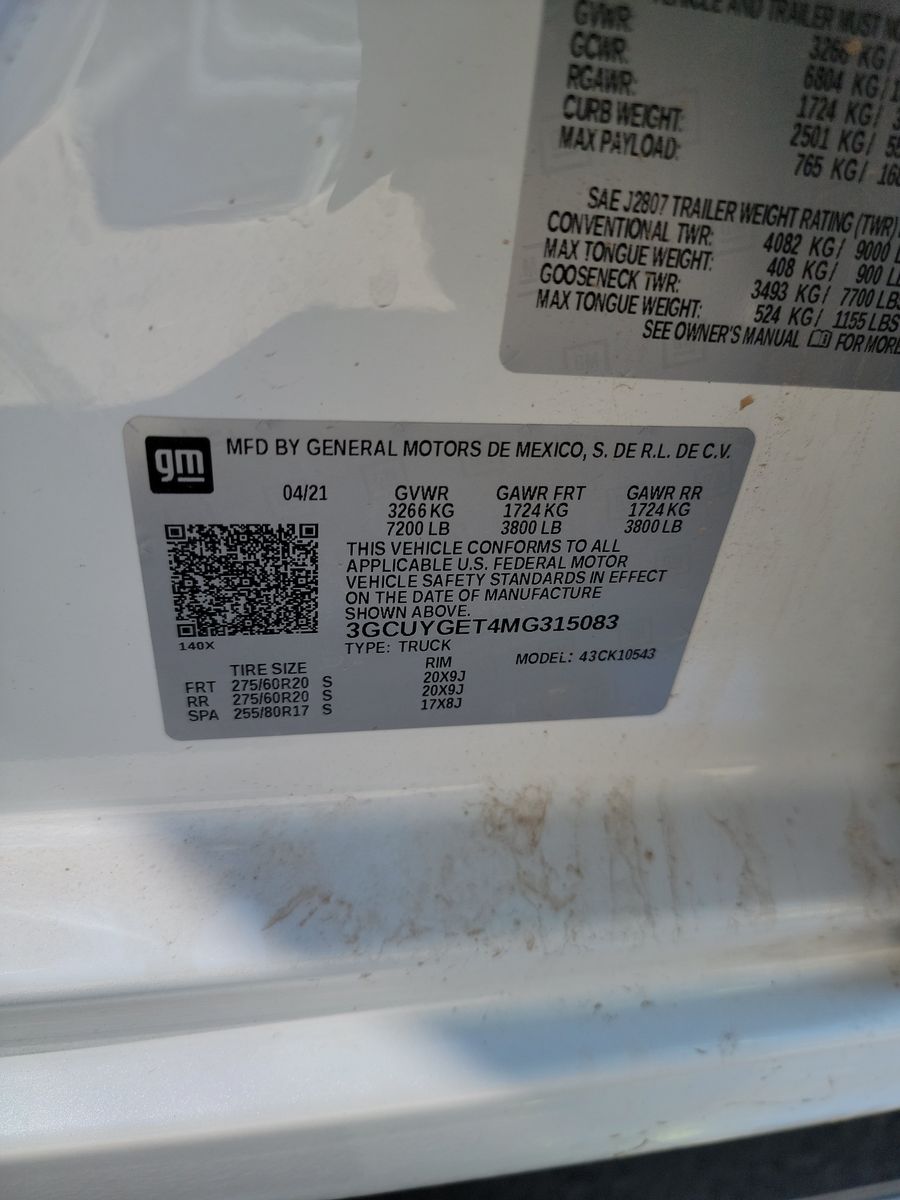 VEHICLE AND TRAILER MUST
GVWR: 3266 KG/
GCWR: 6804 KG/
RGAWR: 1724 KG/
CURB WEIGHT: 2501 KG/
MAX PAYLOAD: 765 KG/
SAE J2807 TRAILER WEIGHT RATING (TWR)
CONVENTIONAL TWR: 4082 KG/ 9000
MAX TONGUE WEIGHT: 408 KG/ 900
GOOSENECK TWR: 3493 KG/ 7700 LBS
MAX TONGUE WEIGHT: 524 KG/ 1155 LBS
SEE OWNER'S MANUAL FOR MORE
gm MFD BY GENERAL MOTORS DE MEXICO, S. DE R.L. DE C.V.
04/21 GVWR GAWR FRT GAWR RR
3266 KG 1724 KG 1724 KG
7200 LB 3800 LB 3800 LB
THIS VEHICLE CONFORMS TO ALL
APPLICABLE U.S. FEDERAL MOTOR
VEHICLE SAFETY STANDARDS IN EFFECT
ON THE DATE OF MANUFACTURE
SHOWN ABOVE.
3GCUYGET4MG315083
140X TYPE: TRUCK MODEL: 43CK10543
TIRE SIZE RIM
FRT 275/60R20 S 20X9J
RR 275/60R20 S 20X9J
SPA 255/80R17 S 17X8J